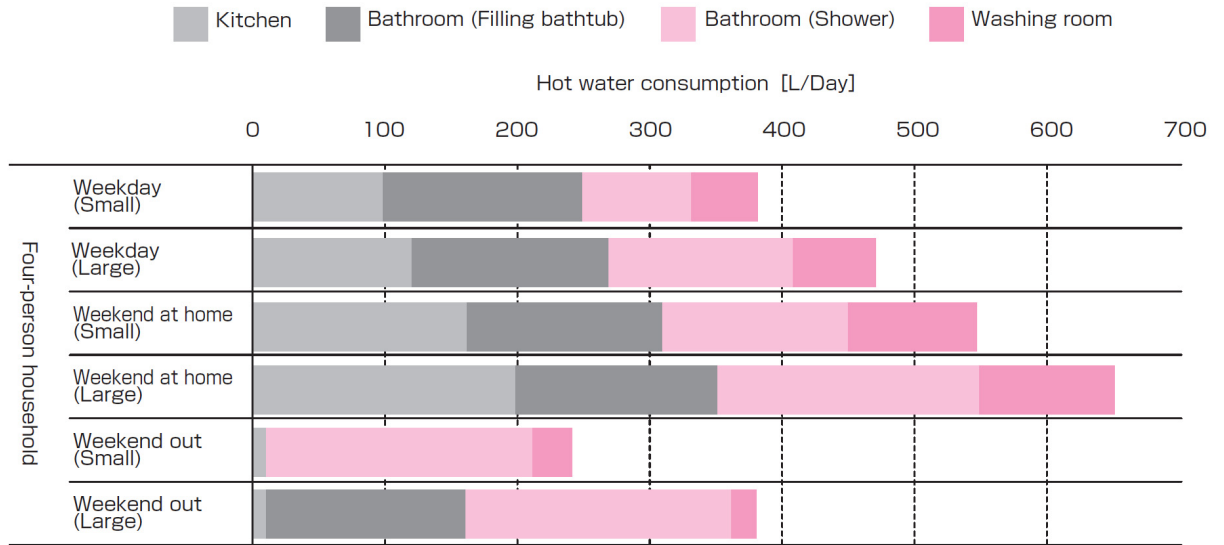 Kitchen
Bathroom (Filling bathtub)
Bathroom (Shower)
Washing room
Hot water consumption [L/Day]
0 100 200 300 400 500 600 700
Four-person household
Weekday
(Small)
Weekday
(Large)
Weekend at home
(Small)
Weekend at home
(Large)
Weekend out
(Small)
Weekend out
(Large)